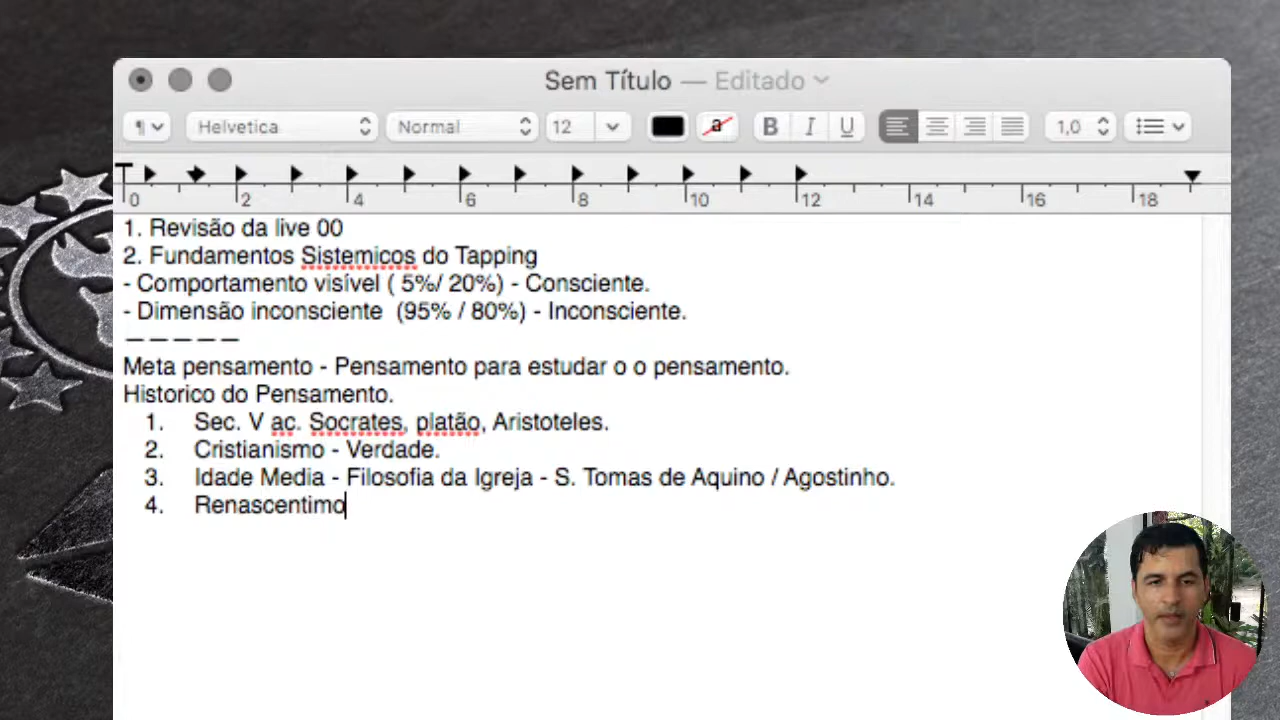 Sem Título — Editado
¶ Helvetica Normal 12 a B I U 1,0
0 2 4 6 8 10 12 14 16 18
1. Revisão da live 00
2. Fundamentos Sistemicos do Tapping
- Comportamento visível ( 5%/ 20%) - Consciente.
- Dimensão inconsciente  (95% / 80%) - Inconsciente.
— — — — —
Meta pensamento - Pensamento para estudar o o pensamento.
Historico do Pensamento.
1. Sec. V ac. Socrates, platão, Aristoteles.
2. Cristianismo - Verdade.
3. Idade Media - Filosofia da Igreja - S. Tomas de Aquino / Agostinho.
4. Renascentimo